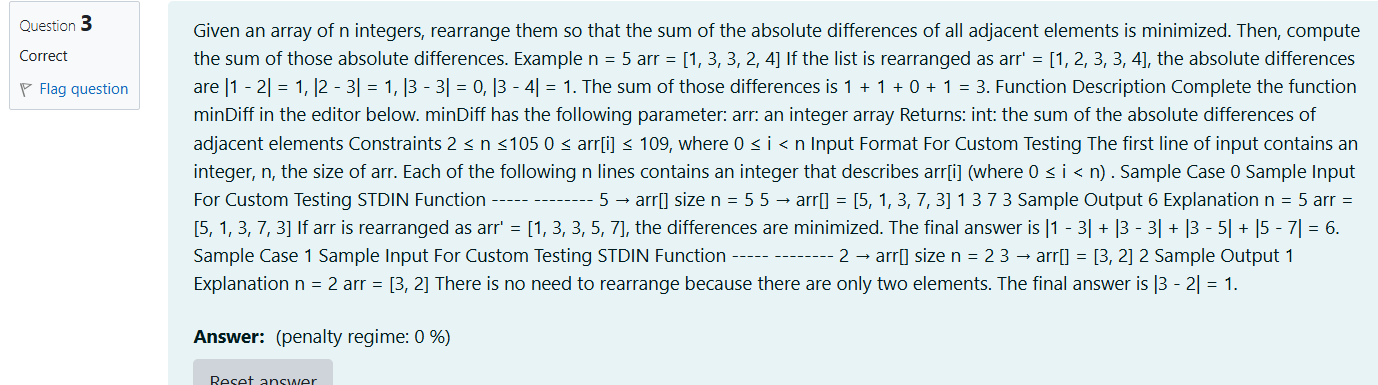 Question 3
Correct
Flag question
Given an array of n integers, rearrange them so that the sum of the absolute differences of all adjacent elements is minimized. Then, compute
the sum of those absolute differences. Example n = 5 arr = [1, 3, 3, 2, 4] If the list is rearranged as arr' = [1, 2, 3, 3, 4], the absolute differences
are |1 - 2| = 1, |2 - 3| = 1, |3 - 3| = 0, |3 - 4| = 1. The sum of those differences is 1 + 1 + 0 + 1 = 3. Function Description Complete the function
minDiff in the editor below. minDiff has the following parameter: arr: an integer array Returns: int: the sum of the absolute differences of
adjacent elements Constraints 2 ≤ n ≤105 0 ≤ arr[i] ≤ 109, where 0 ≤ i < n Input Format For Custom Testing The first line of input contains an
integer, n, the size of arr. Each of the following n lines contains an integer that describes arr[i] (where 0 ≤ i < n) . Sample Case 0 Sample Input
For Custom Testing STDIN Function ----- -------- 5 → arr[] size n = 5 5 → arr[] = [5, 1, 3, 7, 3] 1 3 7 3 Sample Output 6 Explanation n = 5 arr =
[5, 1, 3, 7, 3] If arr is rearranged as arr' = [1, 3, 3, 5, 7], the differences are minimized. The final answer is |1 - 3| + |3 - 3| + |3 - 5| + |5 - 7| = 6.
Sample Case 1 Sample Input For Custom Testing STDIN Function ----- -------- 2 → arr[] size n = 2 3 → arr[] = [3, 2] 2 Sample Output 1
Explanation n = 2 arr = [3, 2] There is no need to rearrange because there are only two elements. The final answer is |3 - 2| = 1.
Answer: (penalty regime: 0 %)
Reset answer